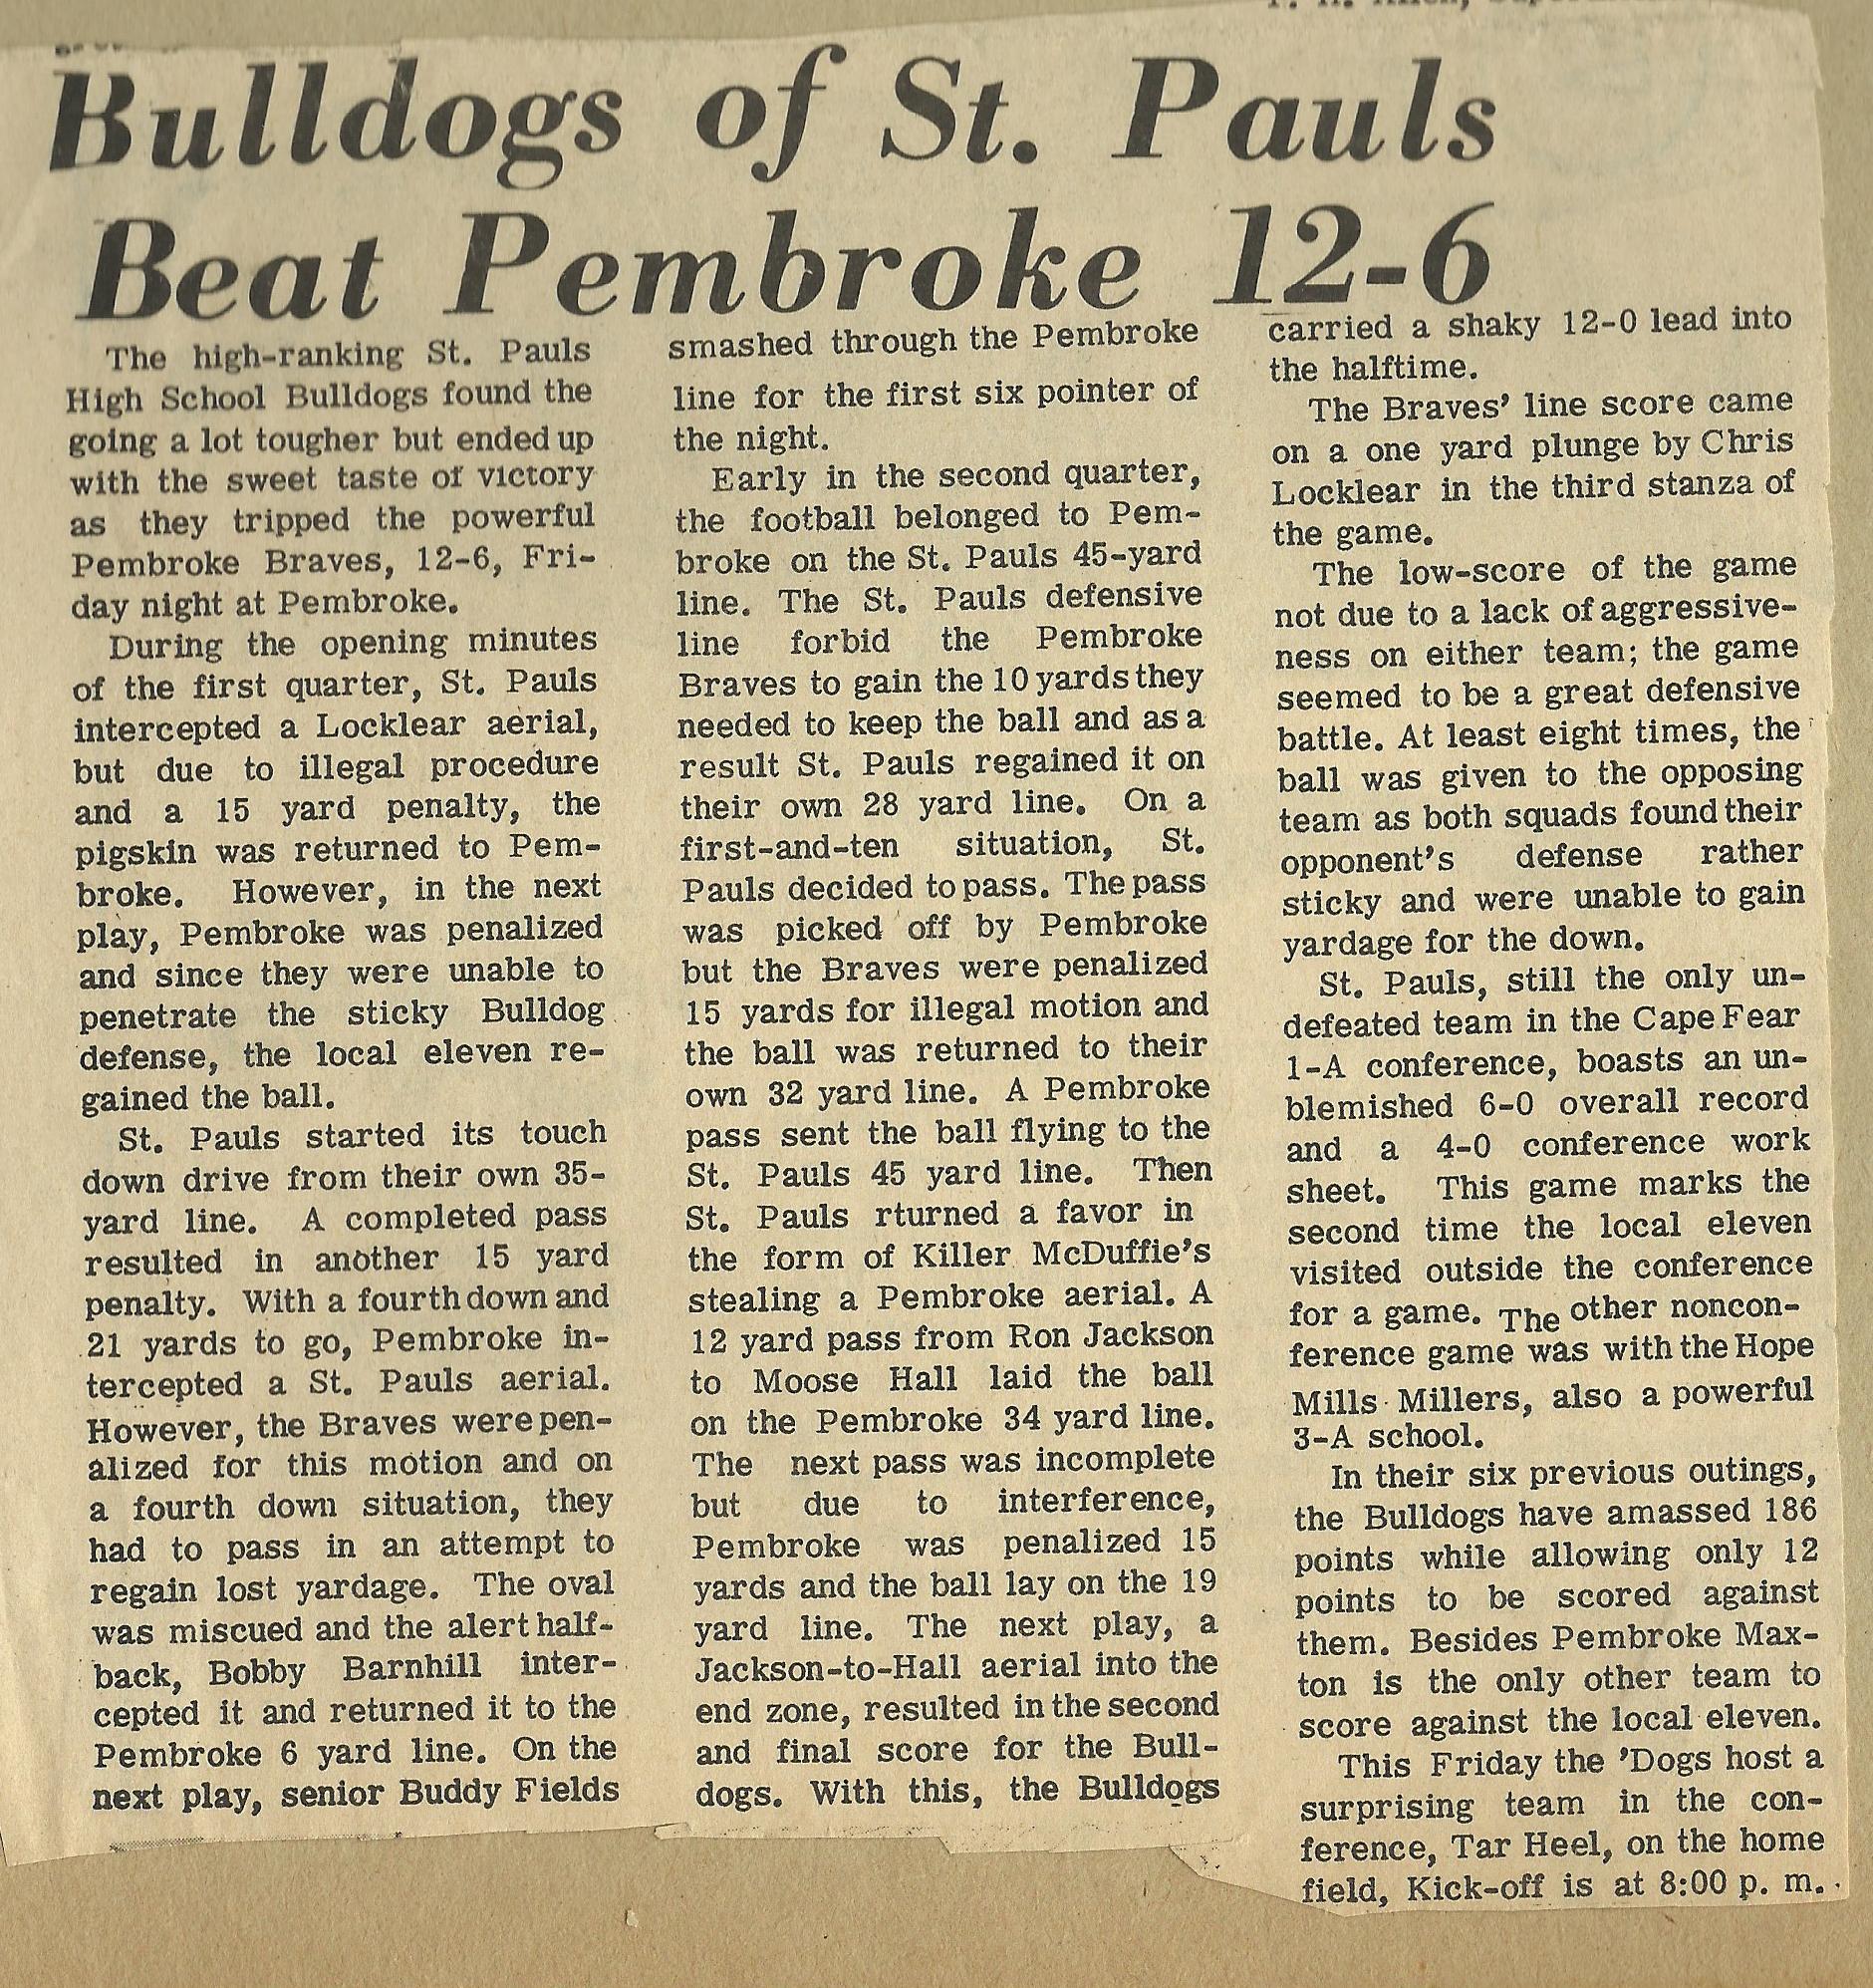 Bulldogs of St. Pauls
Beat Pembroke 12-6
The high-ranking St. Pauls
High School Bulldogs found the
going a lot tougher but ended up
with the sweet taste of victory
as they tripped the powerful
Pembroke Braves, 12-6, Fri-
day night at Pembroke.
During the opening minutes
of the first quarter, St. Pauls
intercepted a Locklear aerial,
but due to illegal procedure
and a 15 yard penalty, the
pigskin was returned to Pem-
broke. However, in the next
play, Pembroke was penalized
and since they were unable to
penetrate the sticky Bulldog
defense, the local eleven re-
gained the ball.
St. Pauls started its touch
down drive from their own 35-
yard line. A completed pass
resulted in another 15 yard
penalty. With a fourth down and
21 yards to go, Pembroke in-
tercepted a St. Pauls aerial.
However, the Braves were pen-
alized for this motion and on
a fourth down situation, they
had to pass in an attempt to
regain lost yardage. The oval
was miscued and the alert half-
back, Bobby Barnhill inter-
cepted it and returned it to the
Pembroke 6 yard line. On the
next play, senior Buddy Fields
smashed through the Pembroke
line for the first six pointer of
the night.
Early in the second quarter,
the football belonged to Pem-
broke on the St. Pauls 45-yard
line. The St. Pauls defensive
line forbid the Pembroke
Braves to gain the 10 yards they
needed to keep the ball and as a
result St. Pauls regained it on
their own 28 yard line. On a
first-and-ten situation, St.
Pauls decided to pass. The pass
was picked off by Pembroke
but the Braves were penalized
15 yards for illegal motion and
the ball was returned to their
own 32 yard line. A Pembroke
pass sent the ball flying to the
St. Pauls 45 yard line. Then
St. Pauls rturned a favor in
the form of Killer McDuffie's
stealing a Pembroke aerial. A
12 yard pass from Ron Jackson
to Moose Hall laid the ball
on the Pembroke 34 yard line.
The next pass was incomplete
but due to interference,
Pembroke was penalized 15
yards and the ball lay on the 19
yard line. The next play, a
Jackson-to-Hall aerial into the
end zone, resulted in the second
and final score for the Bull-
dogs. With this, the Bulldogs
carried a shaky 12-0 lead into
the halftime.
The Braves' line score came
on a one yard plunge by Chris
Locklear in the third stanza of
the game.
The low-score of the game
not due to a lack of aggressive-
ness on either team; the game
seemed to be a great defensive
battle. At least eight times, the
ball was given to the opposing
team as both squads found their
opponent's defense rather
sticky and were unable to gain
yardage for the down.
St. Pauls, still the only un-
defeated team in the Cape Fear
1-A conference, boasts an un-
blemished 6-0 overall record
and a 4-0 conference work
sheet. This game marks the
second time the local eleven
visited outside the conference
for a game. The other noncon-
ference game was with the Hope
Mills Millers, also a powerful
3-A school.
In their six previous outings,
the Bulldogs have amassed 186
points while allowing only 12
points to be scored against
them. Besides Pembroke Max-
ton is the only other team to
score against the local eleven.
This Friday the 'Dogs host a
surprising team in the con-
ference, Tar Heel, on the home
field, Kick-off is at 8:00 p. m.